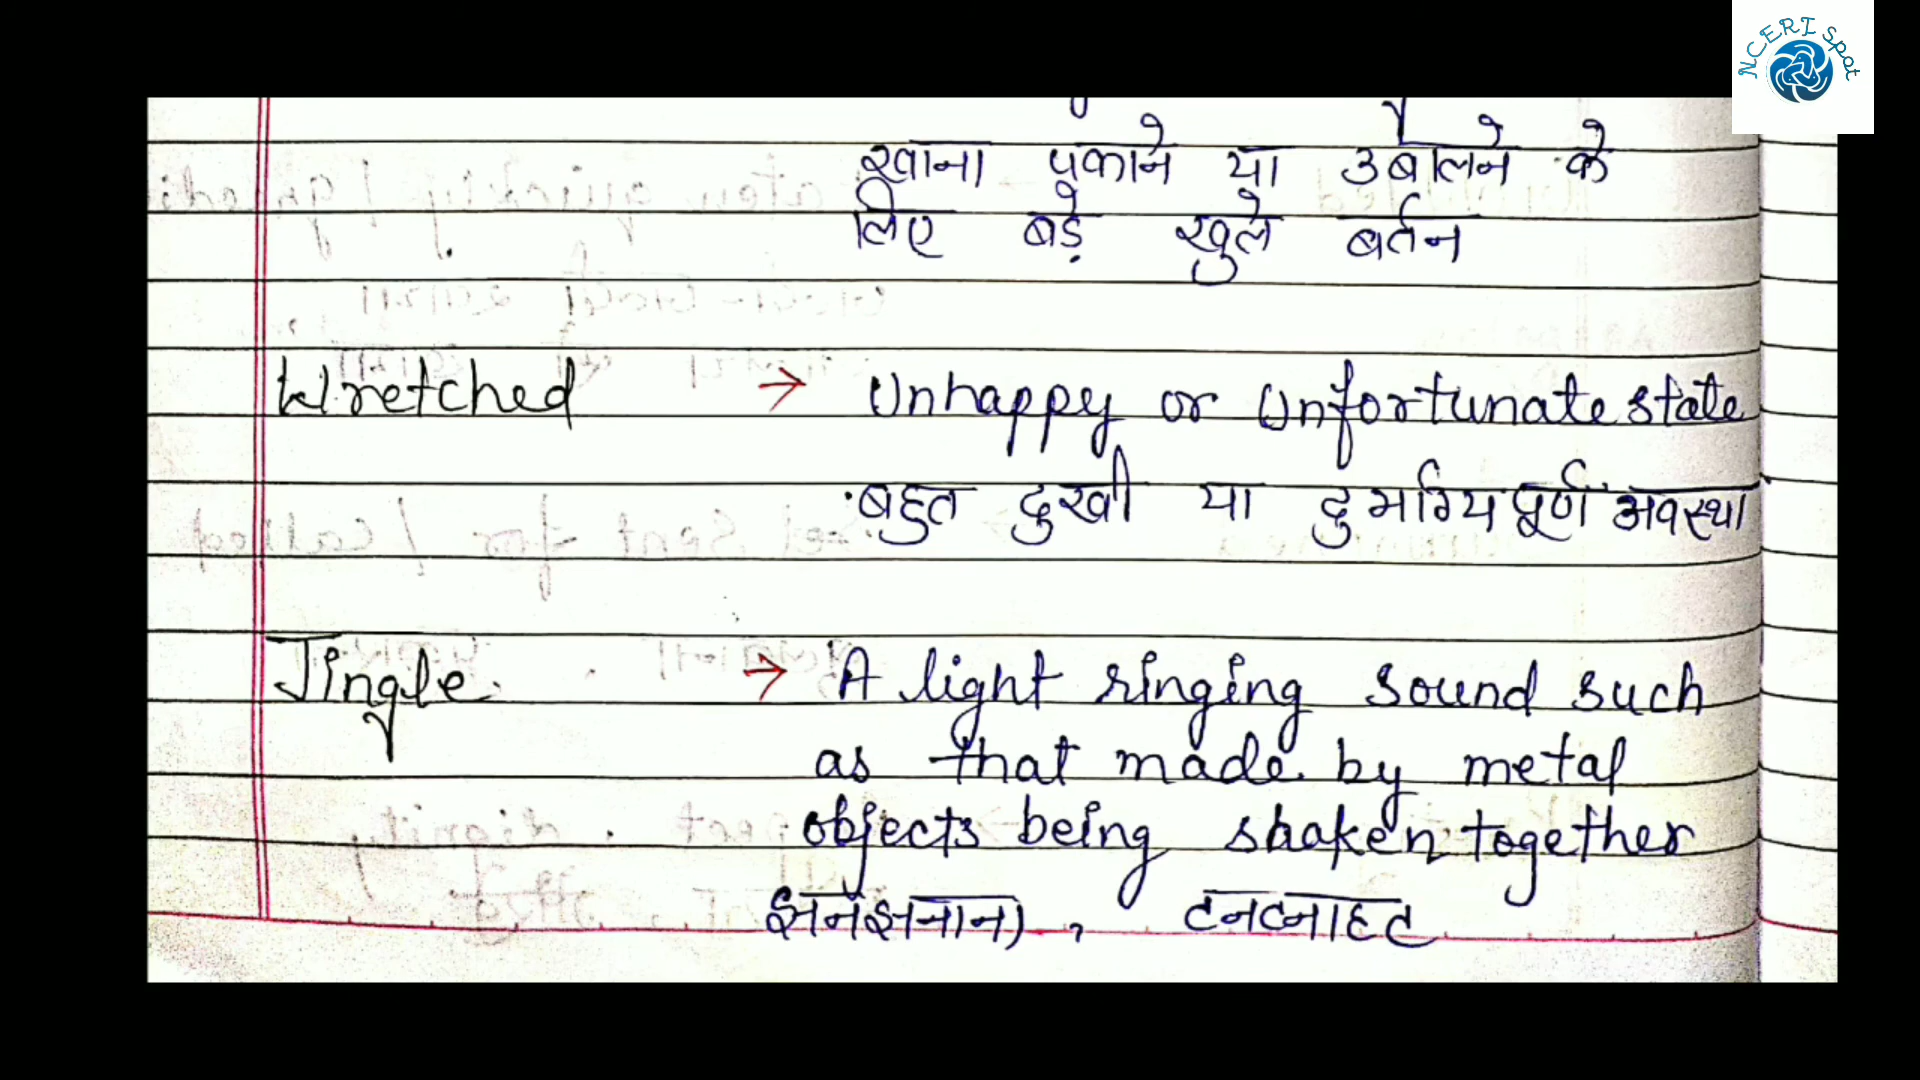 NCERT Spot
खाना पकाने या उबालने के
लिए बड़े खुले बर्तन
Wretched → Unhappy or Unfortunate state
बहुत दुखी या दुर्भाग्यपूर्ण अवस्था
Jingle → A light ringing sound such
as that made by metal
objects being shaken together
झनझनाना, टनटनाहट